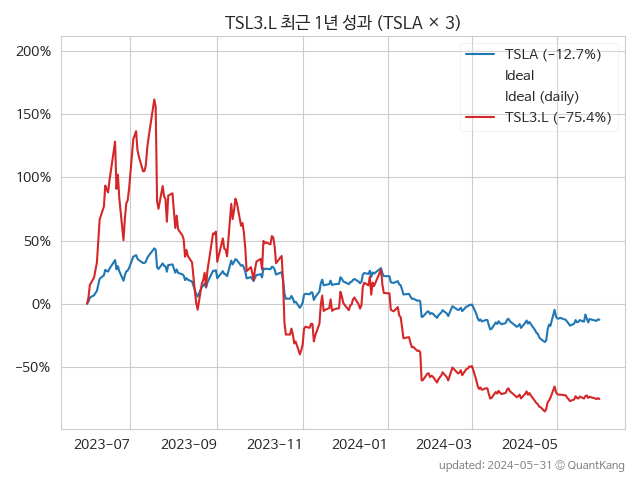 TSL3.L 최근 1년 성과 (TSLA × 3)
200%
150%
100%
50%
0%
−50%
TSLA (−12.7%)
Ideal
Ideal (daily)
TSL3.L (−75.4%)
2023-07
2023-09
2023-11
2024-01
2024-03
2024-05
updated: 2024-05-31 © QuantKang